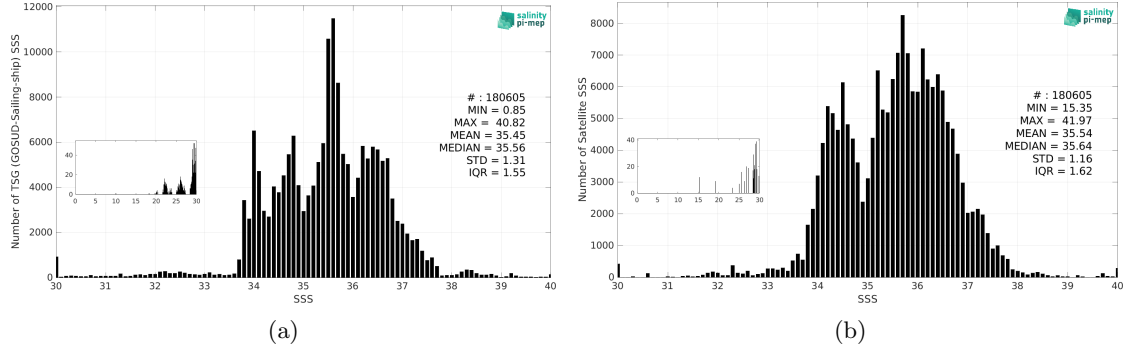 salinity
pi-mep
Number of TSG (GOSUD-Sailing-ship) SSS
12000
10000
8000
6000
4000
2000
0
# : 180605
MIN = 0.85
MAX = 40.82
MEAN = 35.45
MEDIAN = 35.56
STD = 1.31
IQR = 1.55
40
20
0
0 5 10 15 20 25 30
30 31 32 33 34 35 36 37 38 39 40
SSS
(a)
salinity
pi-mep
Number of Satellite SSS
8000
7000
6000
5000
4000
3000
2000
1000
0
# : 180605
MIN = 15.35
MAX = 41.97
MEAN = 35.54
MEDIAN = 35.64
STD = 1.16
IQR = 1.62
40
20
0
0 5 10 15 20 25 30
30 31 32 33 34 35 36 37 38 39 40
SSS
(b)